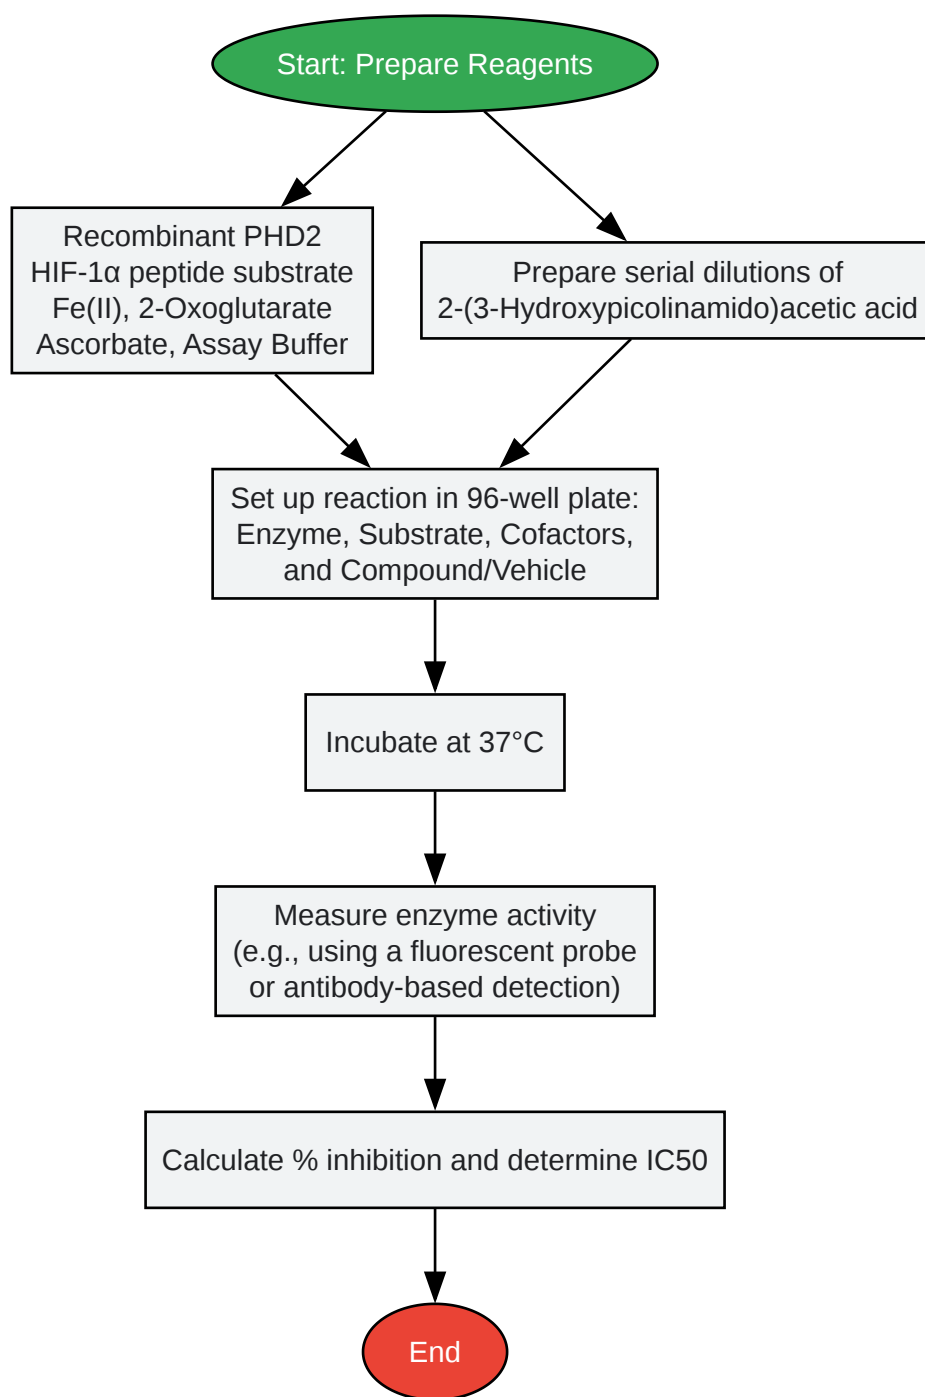 Start: Prepare Reagents
Recombinant PHD2
HIF-1α peptide substrate
Fe(II), 2-Oxoglutarate
Ascorbate, Assay Buffer
Prepare serial dilutions of
2-(3-Hydroxypicolinamido)acetic acid
Set up reaction in 96-well plate:
Enzyme, Substrate, Cofactors,
and Compound/Vehicle
Incubate at 37°C
Measure enzyme activity
(e.g., using a fluorescent probe
or antibody-based detection)
Calculate % inhibition and determine IC50
End